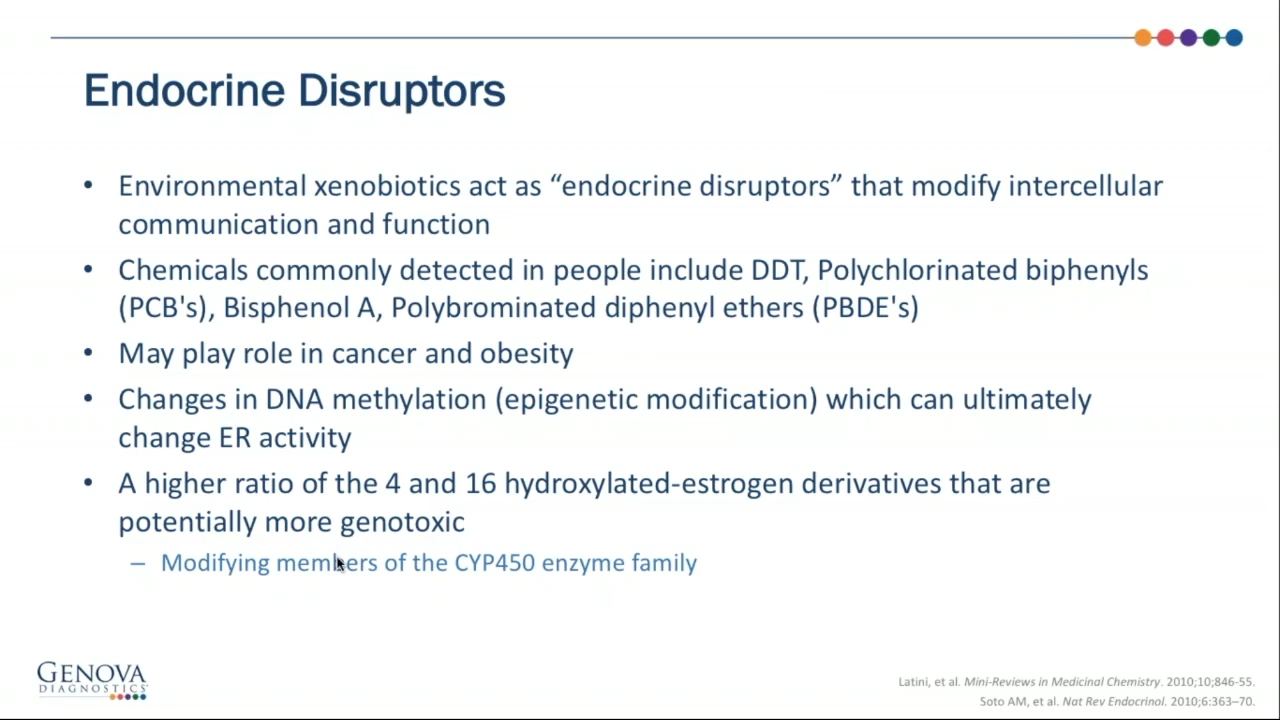 Endocrine Disruptors
• Environmental xenobiotics act as “endocrine disruptors” that modify intercellular
communication and function
• Chemicals commonly detected in people include DDT, Polychlorinated biphenyls
(PCB's), Bisphenol A, Polybrominated diphenyl ethers (PBDE's)
• May play role in cancer and obesity
• Changes in DNA methylation (epigenetic modification) which can ultimately
change ER activity
• A higher ratio of the 4 and 16 hydroxylated-estrogen derivatives that are
potentially more genotoxic
– Modifying members of the CYP450 enzyme family
GENOVA
DIAGNOSTICS
Latini, et al. Mini-Reviews in Medicinal Chemistry. 2010;10;846-55.
Soto AM, et al. Nat Rev Endocrinol. 2010;6:363–70.